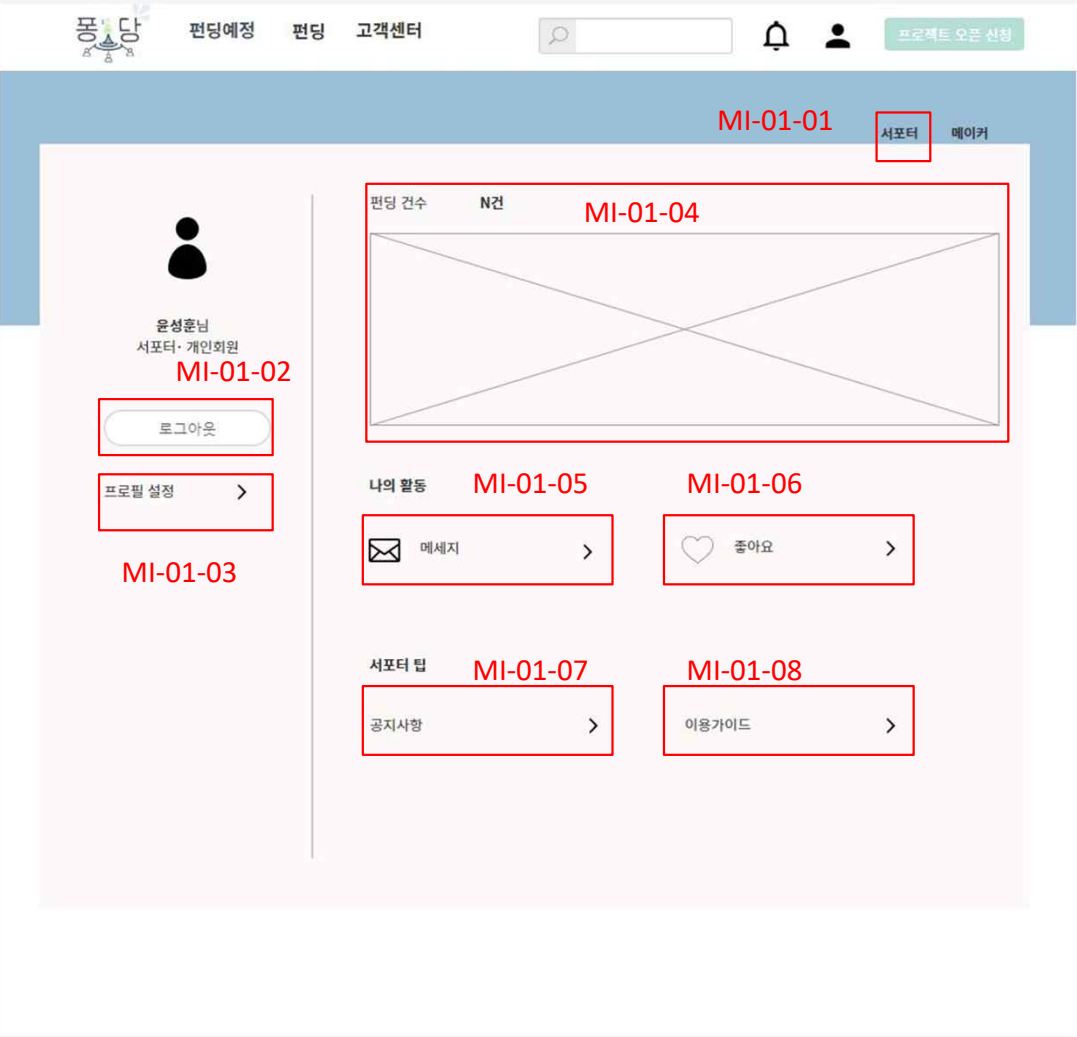 퐁당 펀딩예정 펀딩 고객센터 프로젝트 오픈 신청
MI-01-01
서포터 메이커
펀딩 건수 N건
MI-01-04
윤성훈님
서포터· 개인회원
MI-01-02
로그아웃
프로필 설정
MI-01-03
나의 활동
MI-01-05
MI-01-06
메세지
좋아요
서포터 팁
MI-01-07
MI-01-08
공지사항
이용가이드